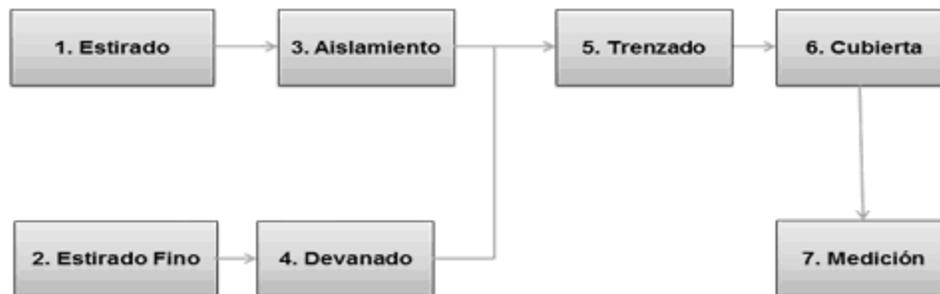 1. Estirado
3. Aislamiento
5. Trenzado
6. Cubierta
2. Estirado Fino
4. Devanado
7. Medición